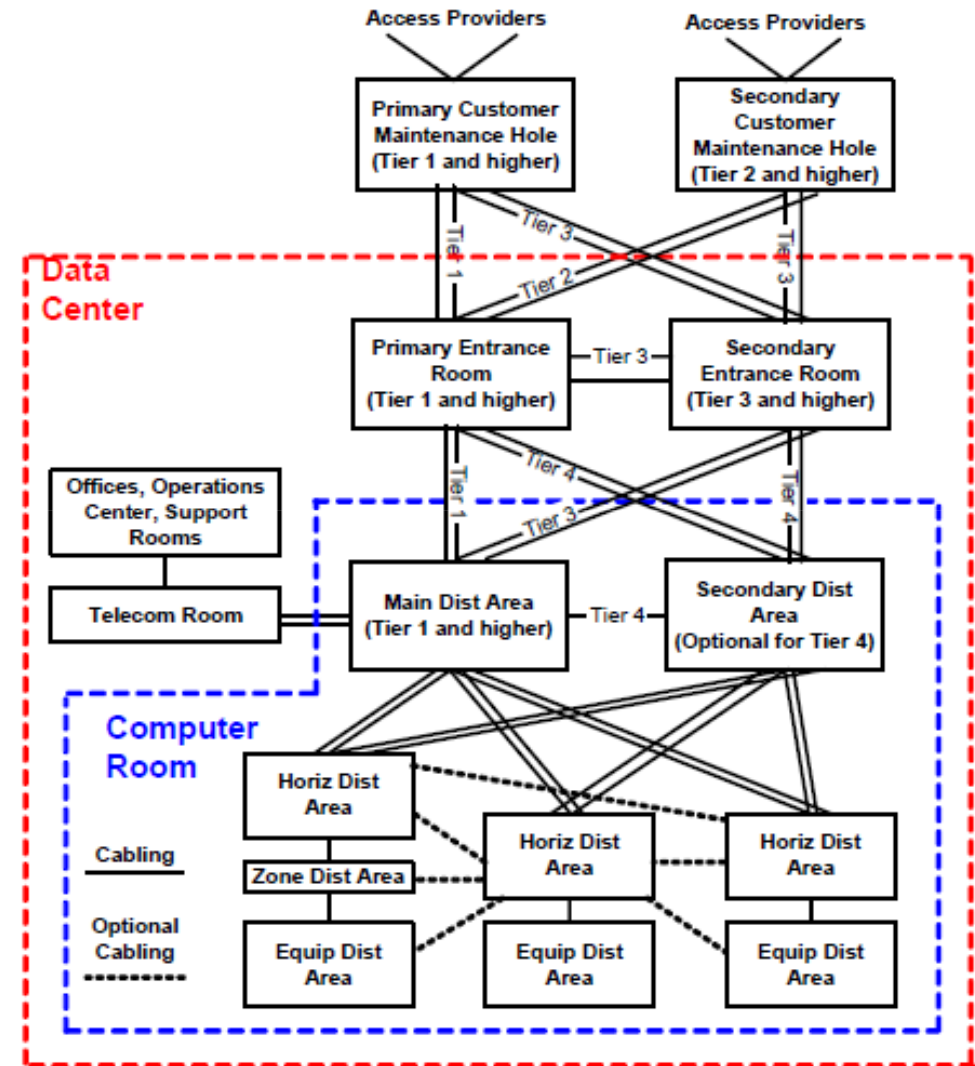 Access Providers
Access Providers
Primary Customer
Maintenance Hole
(Tier 1 and higher)
Secondary
Customer
Maintenance Hole
(Tier 2 and higher)
Tier 1
Tier 3
Tier 2
Tier 3
Data
Center
Primary Entrance
Room
(Tier 1 and higher)
Tier 3
Secondary
Entrance Room
(Tier 3 and higher)
Tier 1
Tier 4
Tier 3
Tier 4
Offices, Operations
Center, Support
Rooms
Telecom Room
Main Dist Area
(Tier 1 and higher)
Tier 4
Secondary Dist
Area
(Optional for Tier 4)
Computer
Room
Horiz Dist
Area
Horiz Dist
Area
Horiz Dist
Area
Cabling
Zone Dist Area
Optional
Cabling
Equip Dist
Area
Equip Dist
Area
Equip Dist
Area